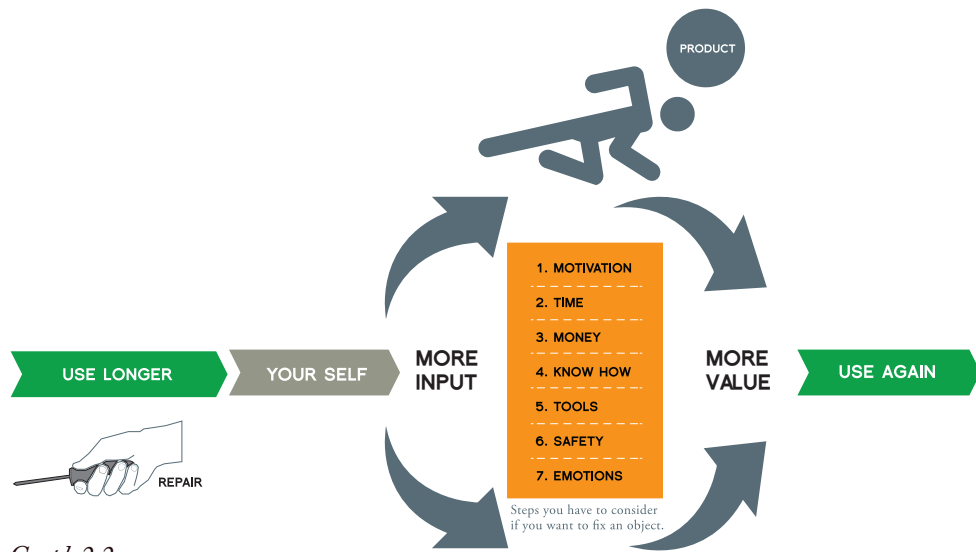 PRODUCT
1. MOTIVATION
2. TIME
3. MONEY
4. KNOW HOW
5. TOOLS
6. SAFETY
7. EMOTIONS
USE LONGER
YOUR SELF
MORE
INPUT
MORE
VALUE
USE AGAIN
REPAIR
Steps you have to consider
if you want to fix an object.